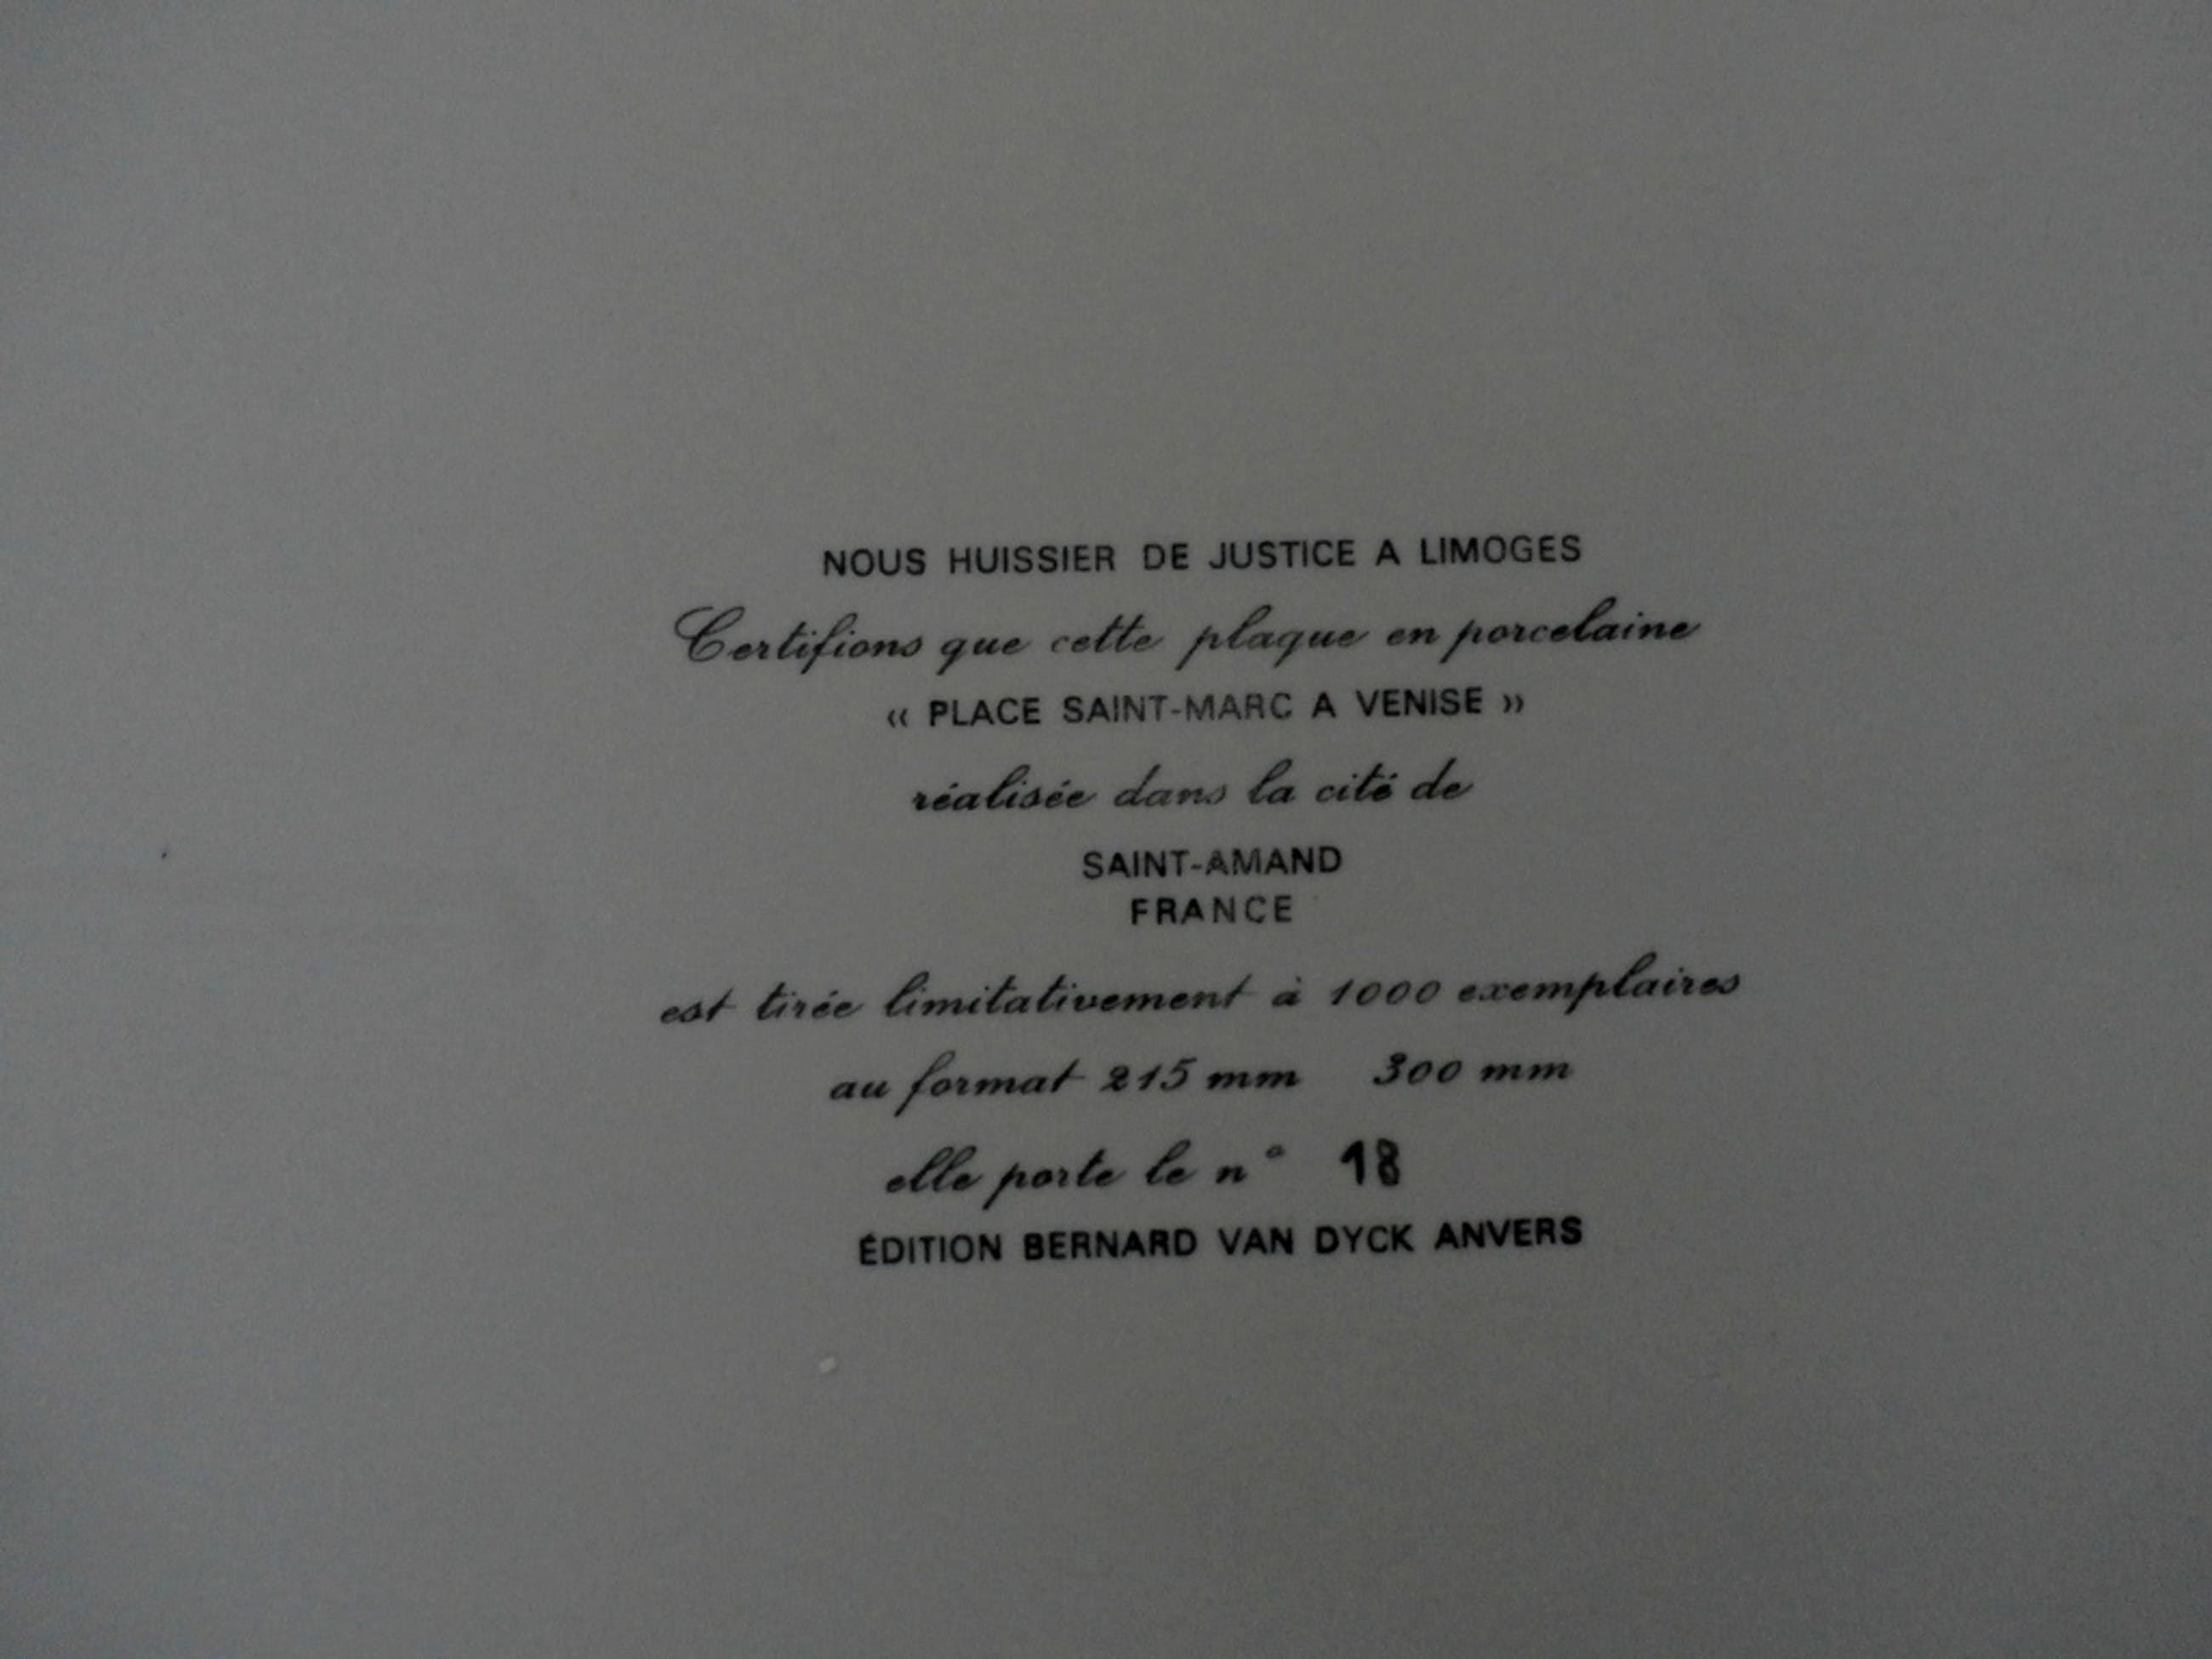 NOUS HUISSIER DE JUSTICE A LIMOGES
Certifions que cette plaque en porcelaine
« PLACE SAINT-MARC A VENISE »
réalisée dans la cité de
SAINT-AMAND
FRANCE
est tirée limitativement à 1000 exemplaires
au format 215 mm 300 mm
elle porte le n° 18
ÉDITION BERNARD VAN DYCK ANVERS